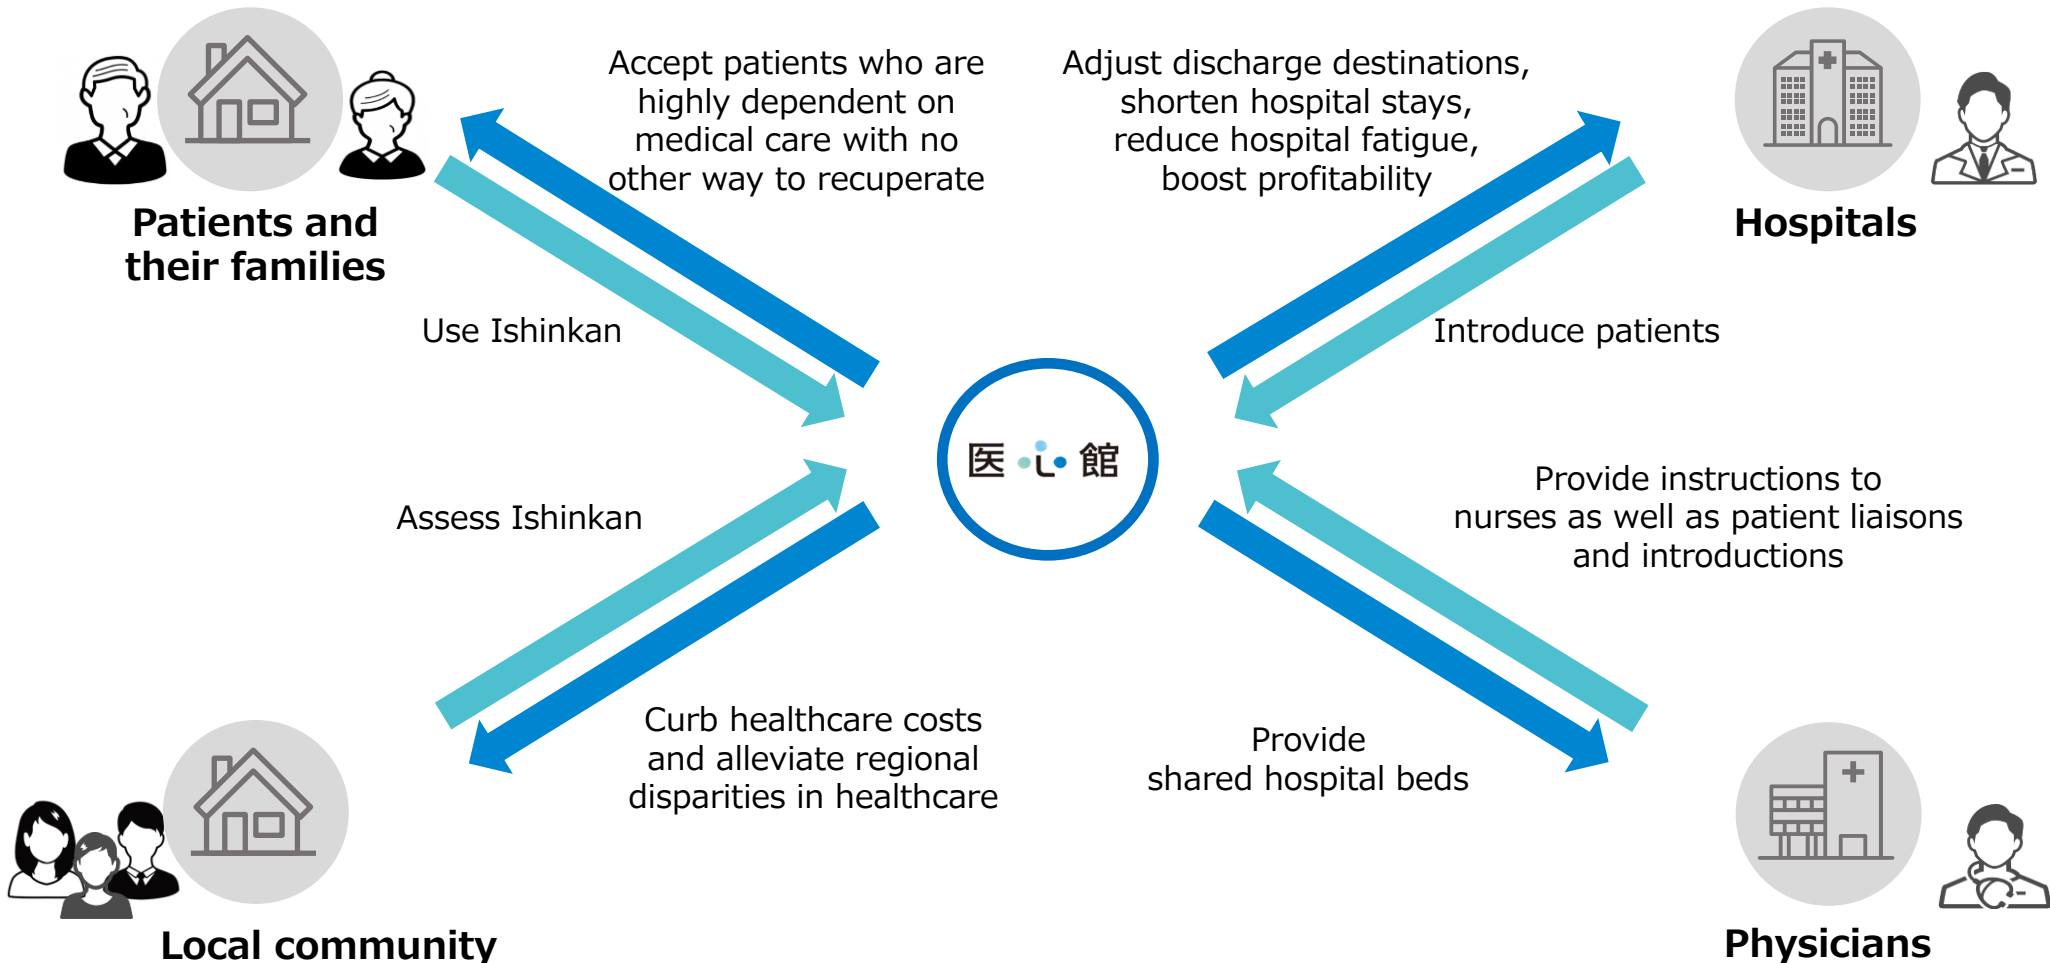 Accept patients who are
highly dependent on
medical care with no
other way to recuperate
Adjust discharge destinations,
shorten hospital stays,
reduce hospital fatigue,
boost profitability
Patients and
their families
Hospitals
Use Ishinkan
Introduce patients
医心館
Assess Ishinkan
Provide instructions to
nurses as well as patient liaisons
and introductions
Curb healthcare costs
and alleviate regional
disparities in healthcare
Provide
shared hospital beds
Local community
Physicians